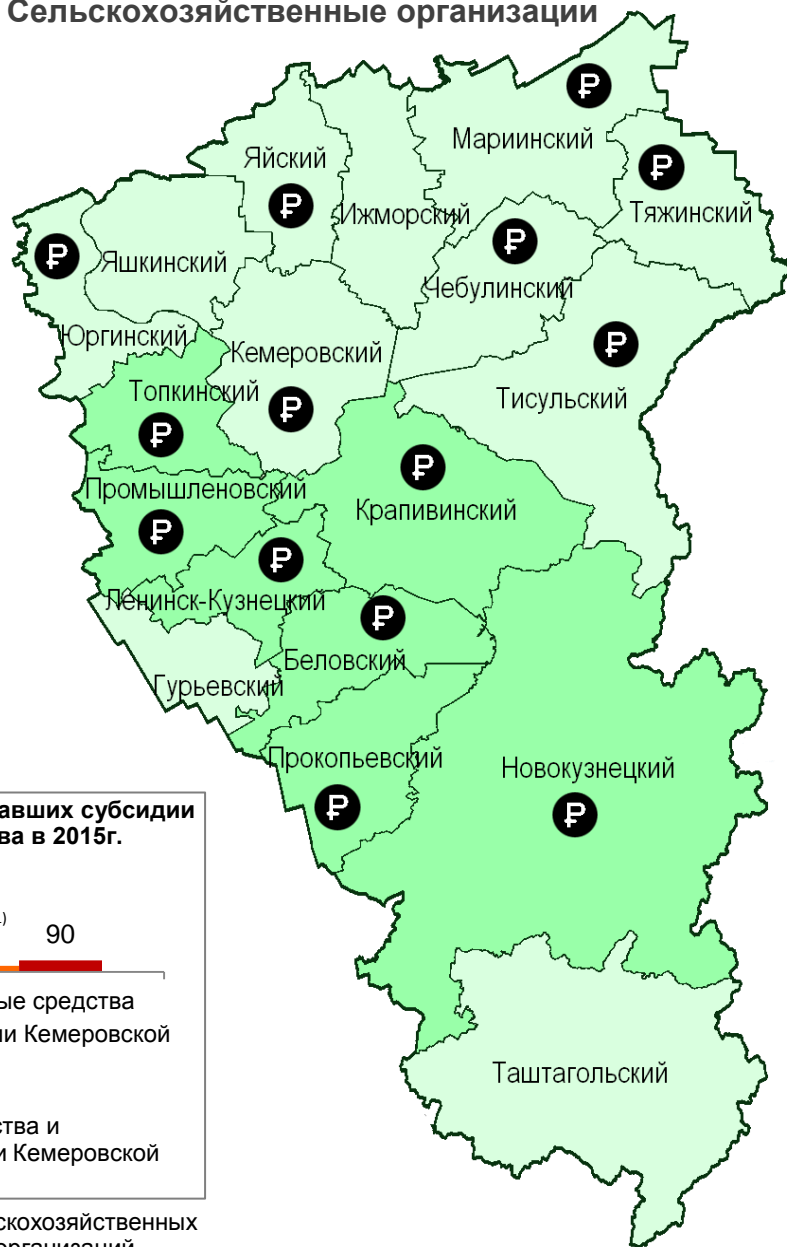 Сельскохозяйственные организации
Мариинский
Яйский
Тяжинский
Ижморский
Яшкинский
Чебулинский
Юргинский
Кемеровский
Топкинский
Тисульский
Промышленовский
Крапивинский
Ленинск-Кузнецкий
Беловский
Гурьевский
Прокопьевский
Новокузнецкий
Таштагольский
авших субсидии
ва в 2015г.
90
ые средства
и Кемеровской
ства и
и Кемеровской
скохозяйственных
организаций